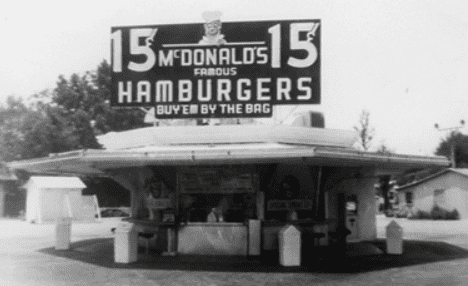 15¢ McDONALD'S 15¢
FAMOUS
HAMBURGERS
BUY'EM BY THE BAG